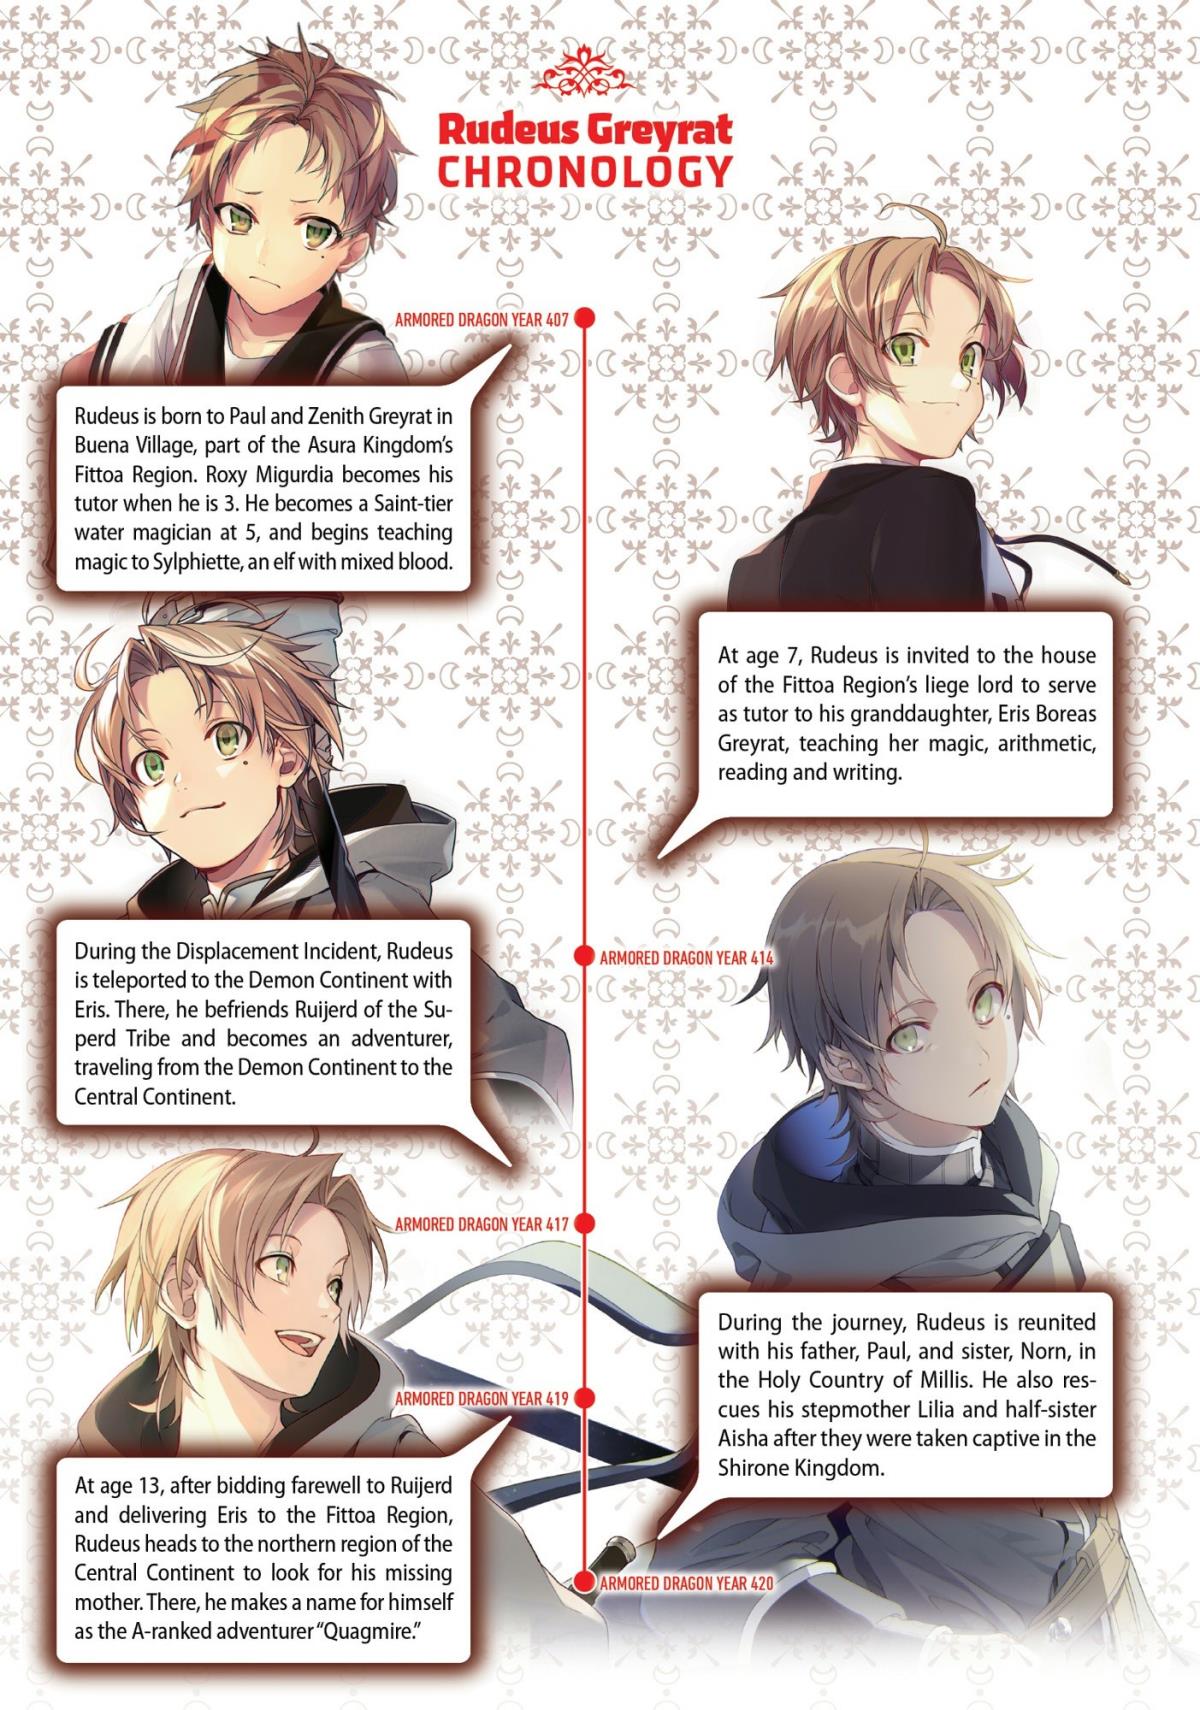 Rudeus Greyrat
CHRONOLOGY
ARMORED DRAGON YEAR 407
Rudeus is born to Paul and Zenith Greyrat in
Buena Village, part of the Asura Kingdom's
Fittoa Region. Roxy Migurdia becomes his
tutor when he is 3. He becomes a Saint-tier
water magician at 5, and begins teaching
magic to Sylphiette, an elf with mixed blood.
At age 7, Rudeus is invited to the house
of the Fittoa Region's liege lord to serve
as tutor to his granddaughter, Eris Boreas
Greyrat, teaching her magic, arithmetic,
reading and writing.
ARMORED DRAGON YEAR 414
During the Displacement Incident, Rudeus
is teleported to the Demon Continent with
Eris. There, he befriends Ruijerd of the Su-
perd Tribe and becomes an adventurer,
traveling from the Demon Continent to the
Central Continent.
ARMORED DRAGON YEAR 417
During the journey, Rudeus is reunited
with his father, Paul, and sister, Norn, in
the Holy Country of Millis. He also res-
cues his stepmother Lilia and half-sister
Aisha after they were taken captive in the
Shirone Kingdom.
ARMORED DRAGON YEAR 419
At age 13, after bidding farewell to Ruijerd
and delivering Eris to the Fittoa Region,
Rudeus heads to the northern region of the
Central Continent to look for his missing
mother. There, he makes a name for himself
as the A-ranked adventurer "Quagmire."
ARMORED DRAGON YEAR 420